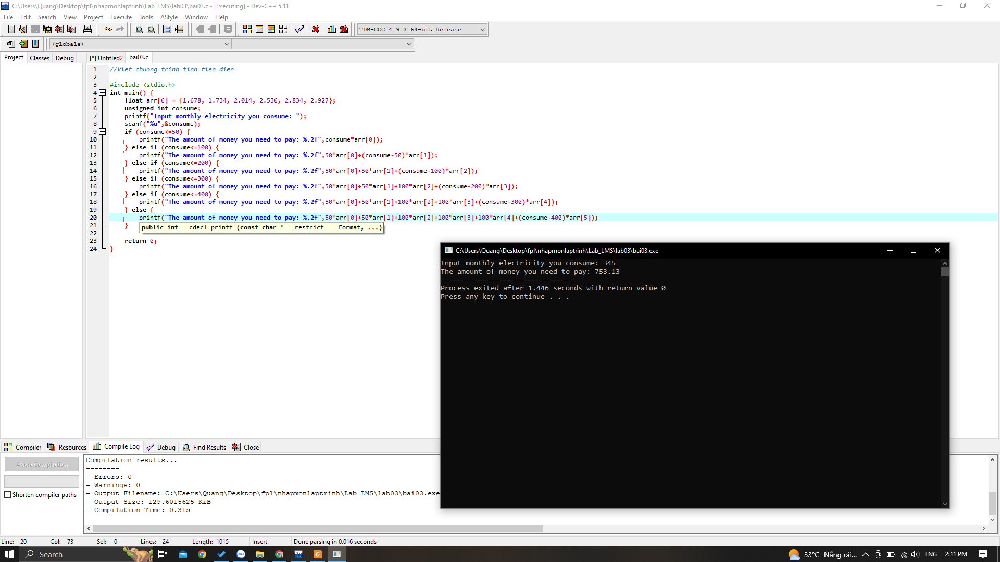 C:\Users\Quang\Desktop\fpl\nhapmonlaptrinh\Lab_LMS\lab03\bai03.c - [Executing] - Dev-C++ 5.11
File Edit Search View Project Execute Tools AStyle Window Help
TDM-GCC 4.9.2 64-bit Release
(globals)
Project Classes Debug
[*] Untitled2 bai03.c
1 //Viet chuong trinh tinh tien dien
2
3 #include <stdio.h>
4 int main() {
5 float arr[6] = {1.678, 1.734, 2.014, 2.536, 2.834, 2.927};
6 unsigned int consume;
7 printf("Input monthly electricity you consume: ");
8 scanf("%u",&consume);
9 if (consume<=50) {
10 printf("The amount of money you need to pay: %.2f",consume*arr[0]);
11 } else if (consume<=100) {
12 printf("The amount of money you need to pay: %.2f",50*arr[0]+(consume-50)*arr[1]);
13 } else if (consume<=200) {
14 printf("The amount of money you need to pay: %.2f",50*arr[0]+50*arr[1]+(consume-100)*arr[2]);
15 } else if (consume<=300) {
16 printf("The amount of money you need to pay: %.2f",50*arr[0]+50*arr[1]+100*arr[2]+(consume-200)*arr[3]);
17 } else if (consume<=400) {
18 printf("The amount of money you need to pay: %.2f",50*arr[0]+50*arr[1]+100*arr[2]+100*arr[3]+(consume-300)*arr[4]);
19 } else {
20 printf("The amount of money you need to pay: %.2f",50*arr[0]+50*arr[1]+100*arr[2]+100*arr[3]+100*arr[4]+(consume-400)*arr[5]);
21 }
public int __cdecl printf (const char * __restrict__ _Format, ...)
22
23 return 0;
24 }
C:\Users\Quang\Desktop\fpl\nhapmonlaptrinh\Lab_LMS\lab03\bai03.exe
Input monthly electricity you consume: 345
The amount of money you need to pay: 753.13
--------------------------------
Process exited after 1.446 seconds with return value 0
Press any key to continue . . .
Compiler Resources Compile Log Debug Find Results Close
Abort Compilation
Shorten compiler paths
Compilation results...
--------
- Errors: 0
- Warnings: 0
- Output Filename: C:\Users\Quang\Desktop\fpl\nhapmonlaptrinh\Lab_LMS\lab03\bai03.exe
- Output Size: 129.6015625 KiB
- Compilation Time: 0.31s
Line: 20 Col: 73 Sel: 0 Lines: 24 Length: 1015 Insert Done parsing in 0.016 seconds
Search
33°C Nắng rải... ENG 2:11 PM